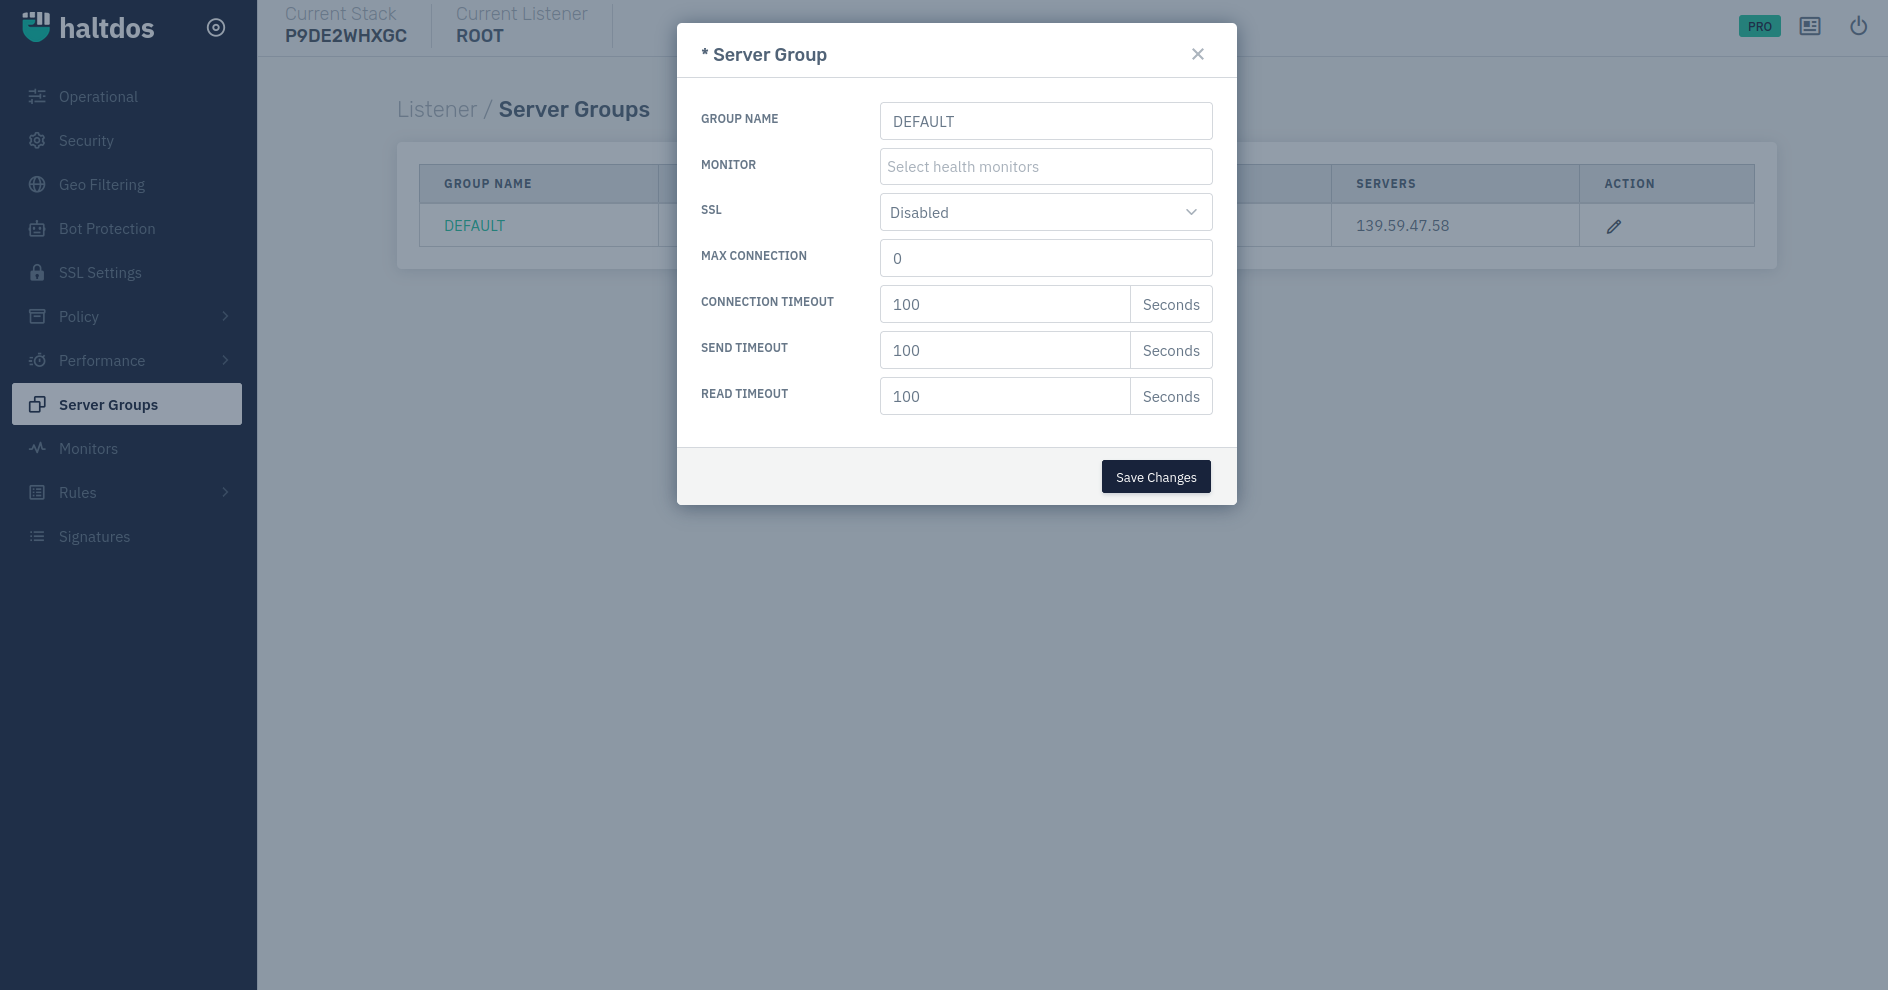 haltdos
Current Stack
P9DE2WHXGC
Current Listener
ROOT
PRO
Operational
Security
Geo Filtering
Bot Protection
SSL Settings
Policy
Performance
Server Groups
Monitors
Rules
Signatures
Listener / Server Groups
GROUP NAME
SERVERS
ACTION
DEFAULT
139.59.47.58
* Server Group
GROUP NAME
DEFAULT
MONITOR
Select health monitors
SSL
Disabled
MAX CONNECTION
0
CONNECTION TIMEOUT
100
Seconds
SEND TIMEOUT
100
Seconds
READ TIMEOUT
100
Seconds
Save Changes